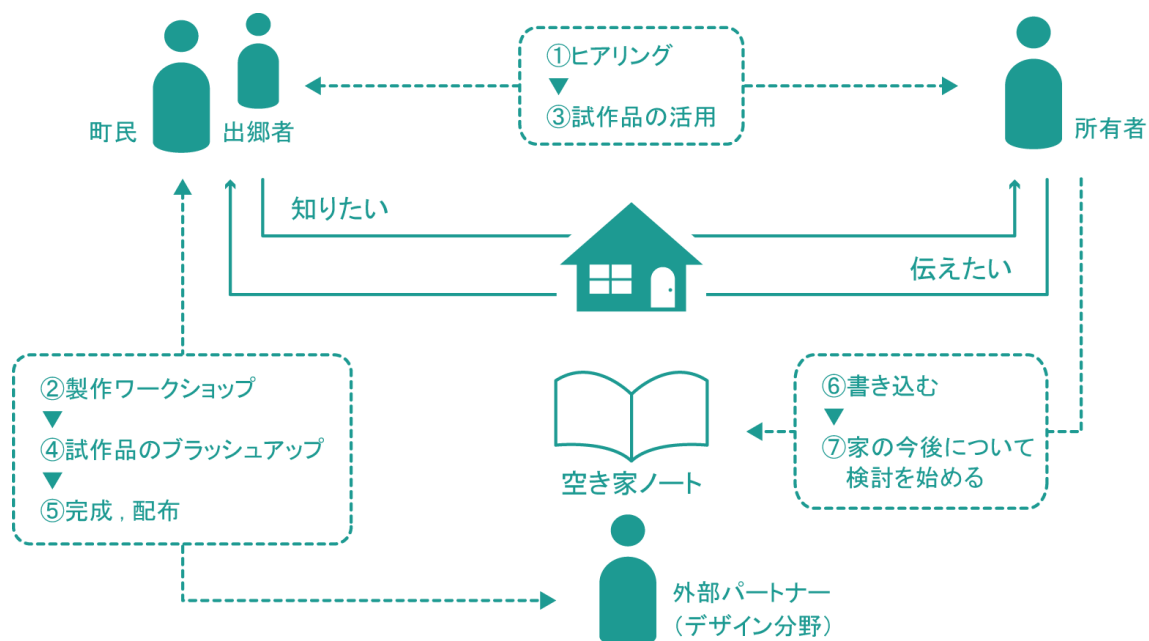 ①ヒアリング
▼
③試作品の活用
町民
出郷者
所有者
知りたい
伝えたい
②製作ワークショップ
▼
④試作品のブラッシュアップ
▼
⑤完成 , 配布
空き家ノート
⑥書き込む
▼
⑦家の今後について
検討を始める
外部パートナー
（デザイン分野）